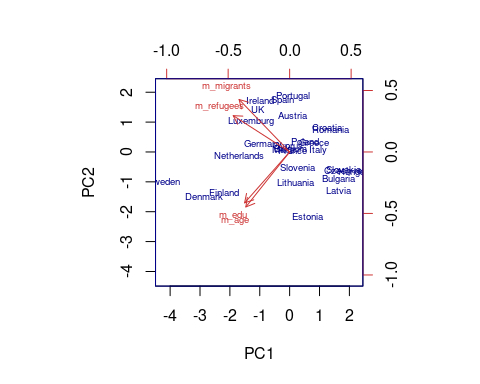 -1.0 0.0 0.5
m_migrants
Ireland Spain Portugal
m_refugees
UK
Austria
Luxemburg
Croatia
Romania
Germany Poland Greece
Italy
Netherlands
Slovenia
Slovakia
Bulgaria
Lithuania
Latvia
weden
Finland
Denmark
m_edu
m_age
Estonia
2
1
0
-1
-2
-3
-4
PC2
0.5
0.0
-0.5
-1.0
-4 -3 -2 -1 0 1 2
PC1